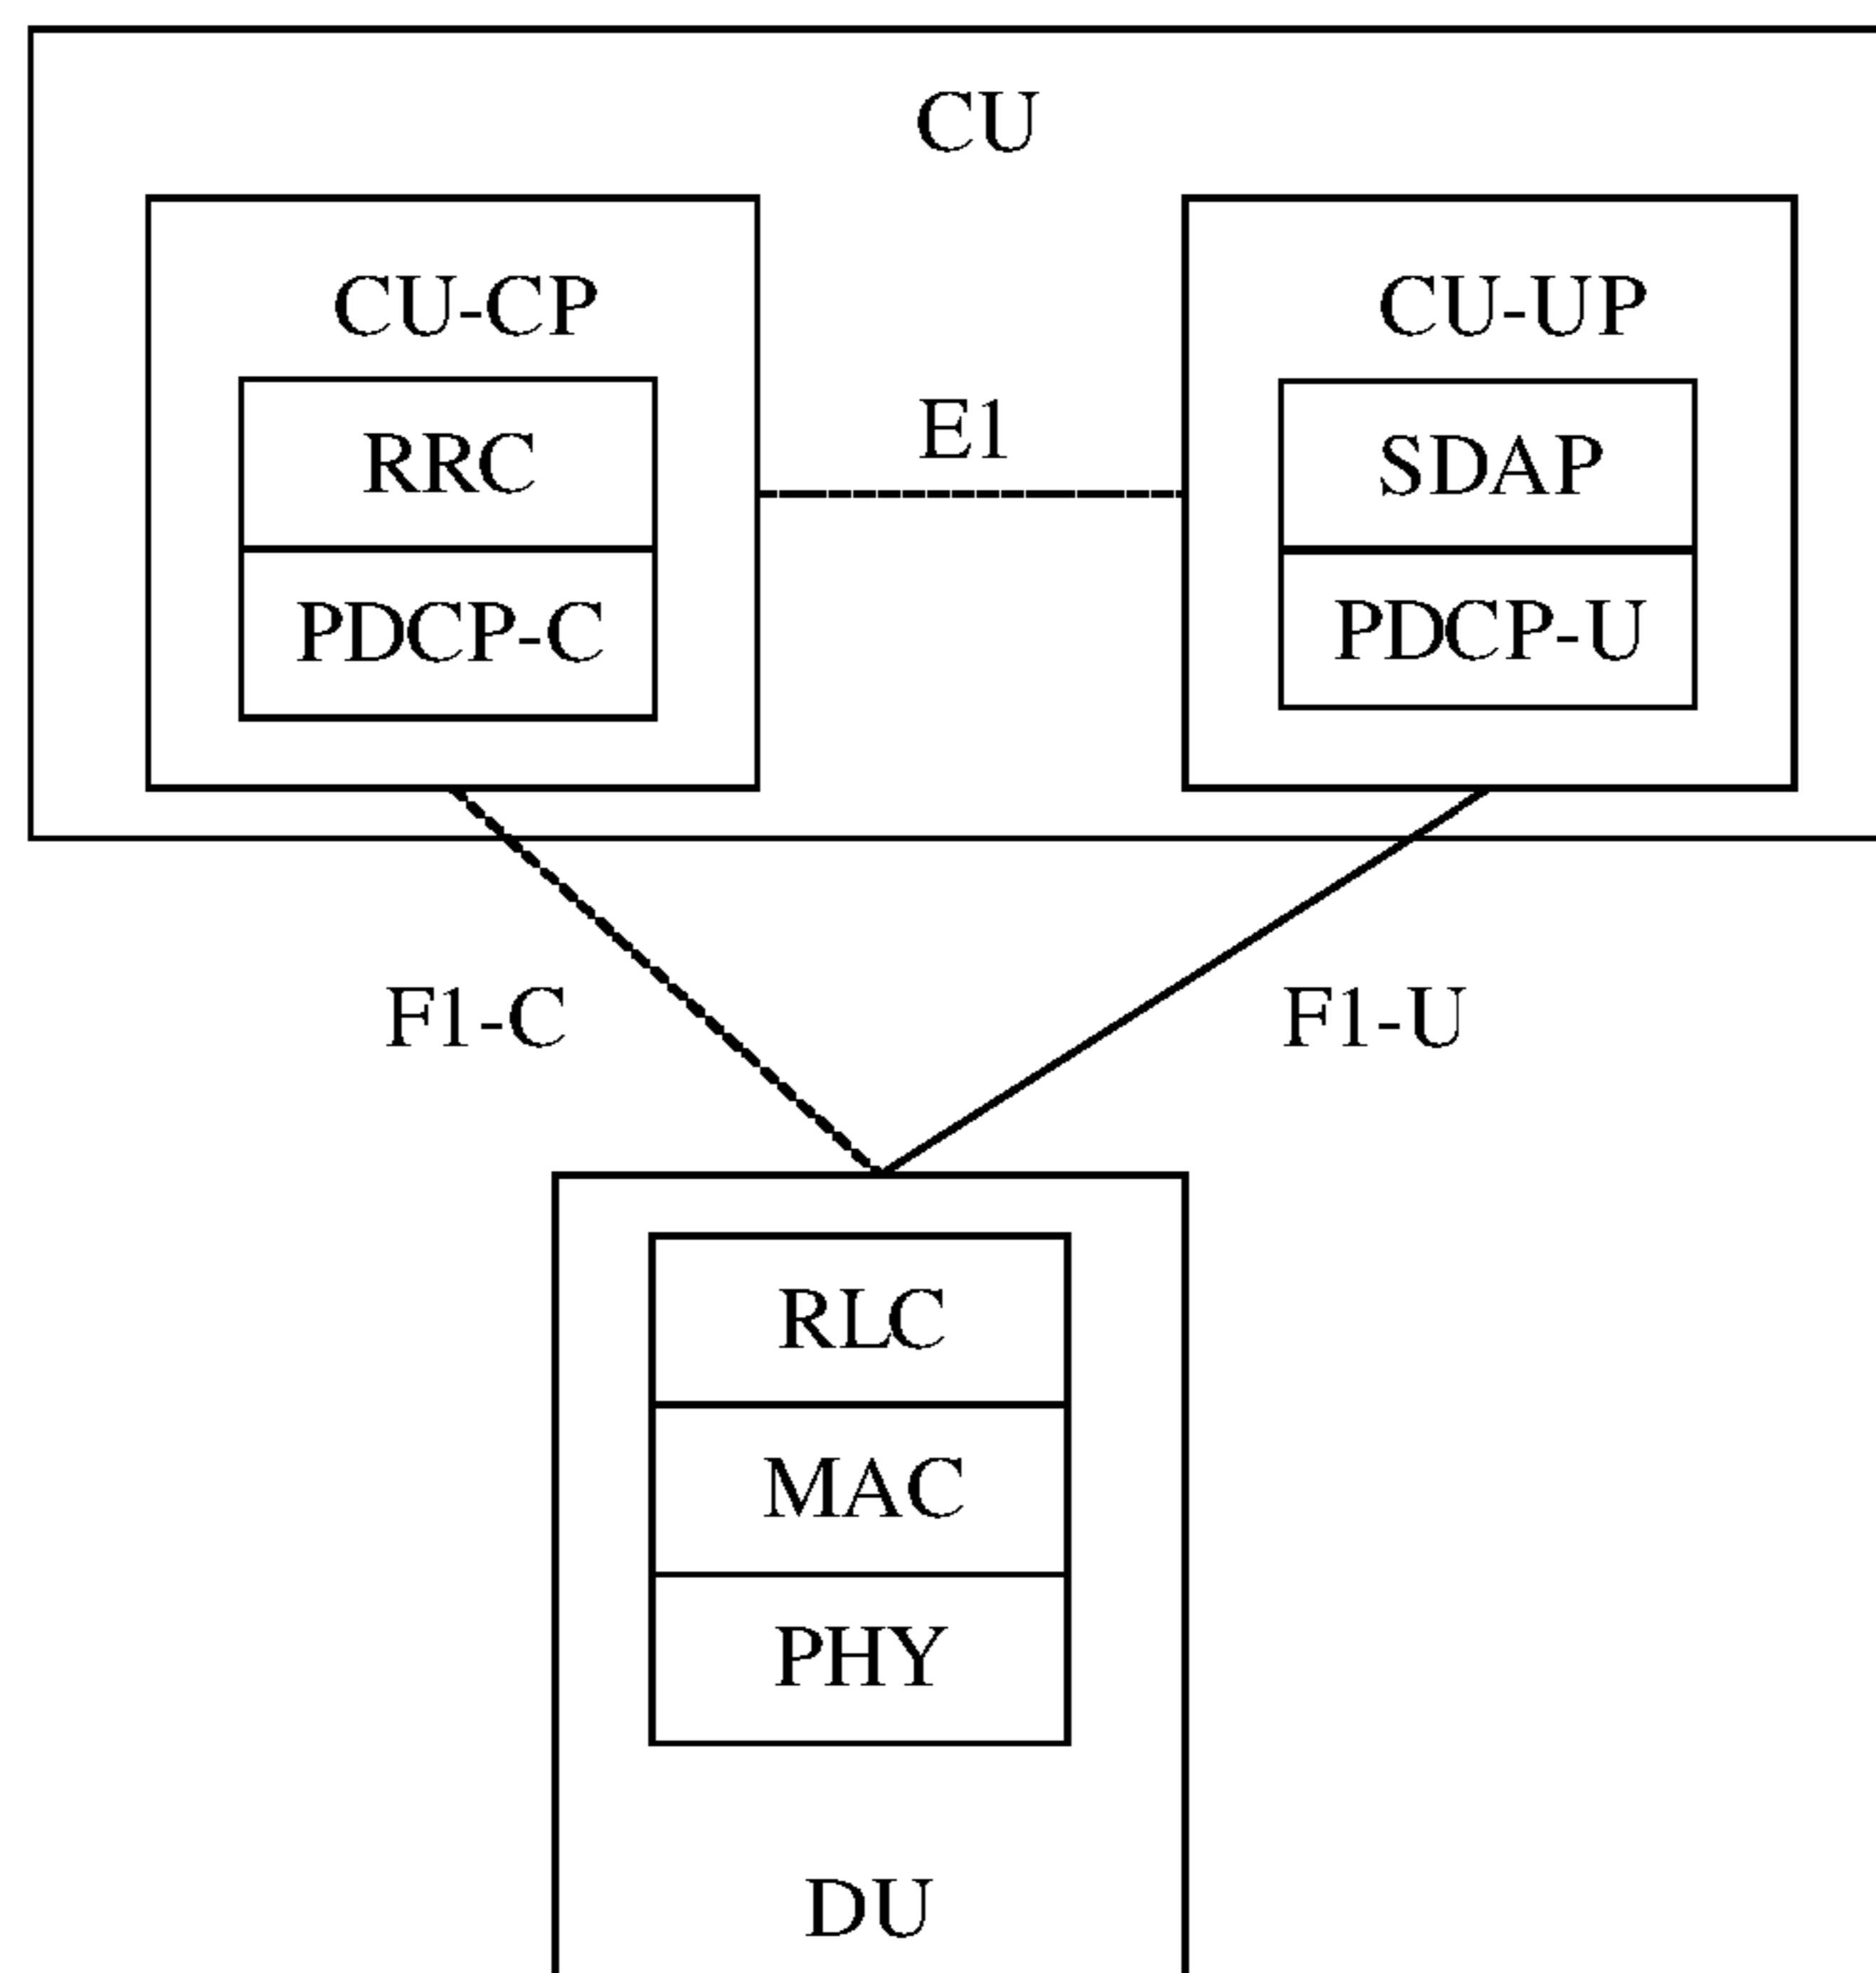 CU
CU-CP
CU-UP
RRC
E1
SDAP
PDCP-C
PDCP-U
F1-C
F1-U
RLC
MAC
PHY
DU